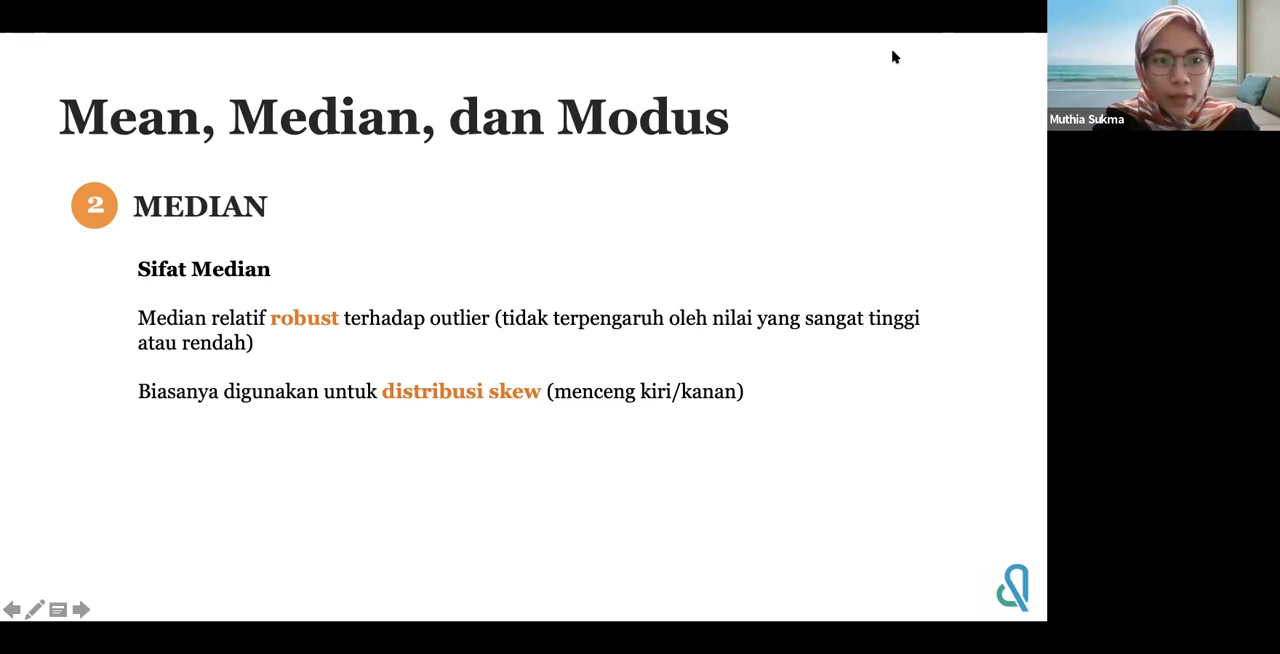 Mean, Median, dan Modus
2 MEDIAN
Sifat Median
Median relatif robust terhadap outlier (tidak terpengaruh oleh nilai yang sangat tinggi
atau rendah)
Biasanya digunakan untuk distribusi skew (menceng kiri/kanan)
Muthia Sukma